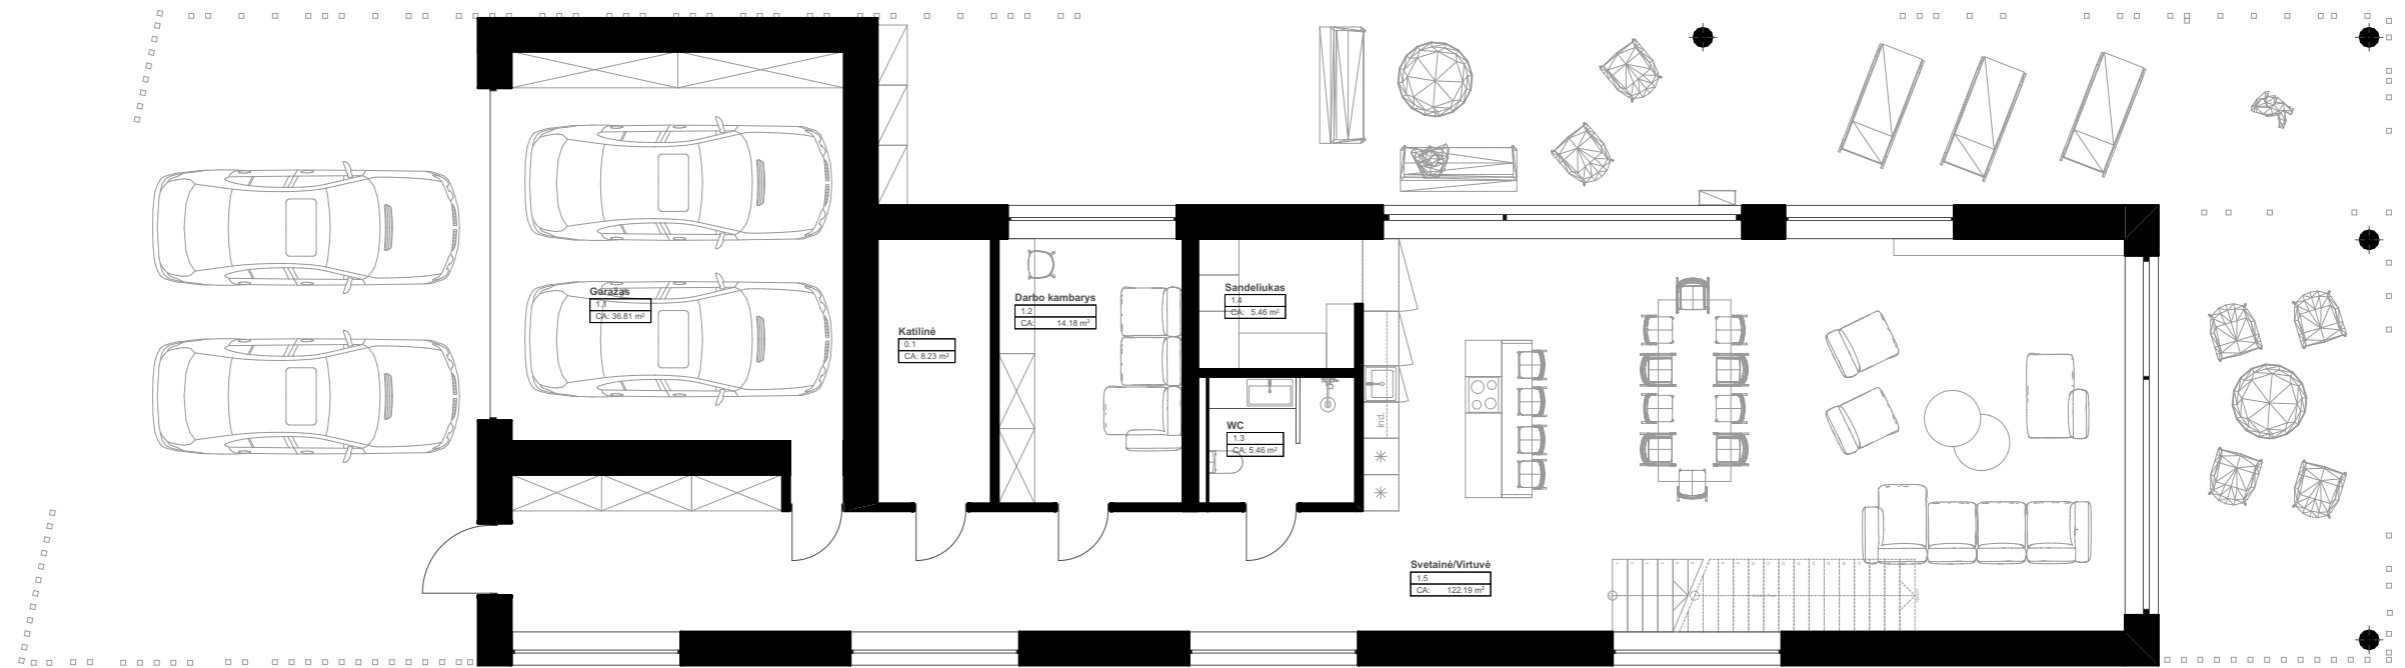 Garažas
1.1
CA: 36.81 m²
Katilinė
0.1
CA: 8.23 m²
Darbo kambarys
1.2
CA: 14.18 m²
Sandeliukas
1.4
CA: 5.46 m²
WC
1.3
CA: 5.46 m²
Ind.
Svetainė/Virtuvė
1.5
CA: 122.19 m²